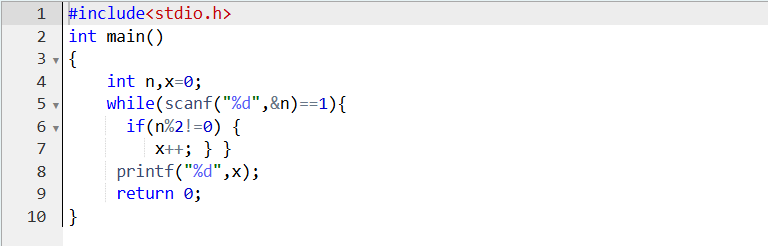 1 #include<stdio.h>
2 int main()
3 {
4 int n,x=0;
5 while(scanf("%d",&n)==1){
6 if(n%2!=0) {
7 x++; } }
8 printf("%d",x);
9 return 0;
10 }